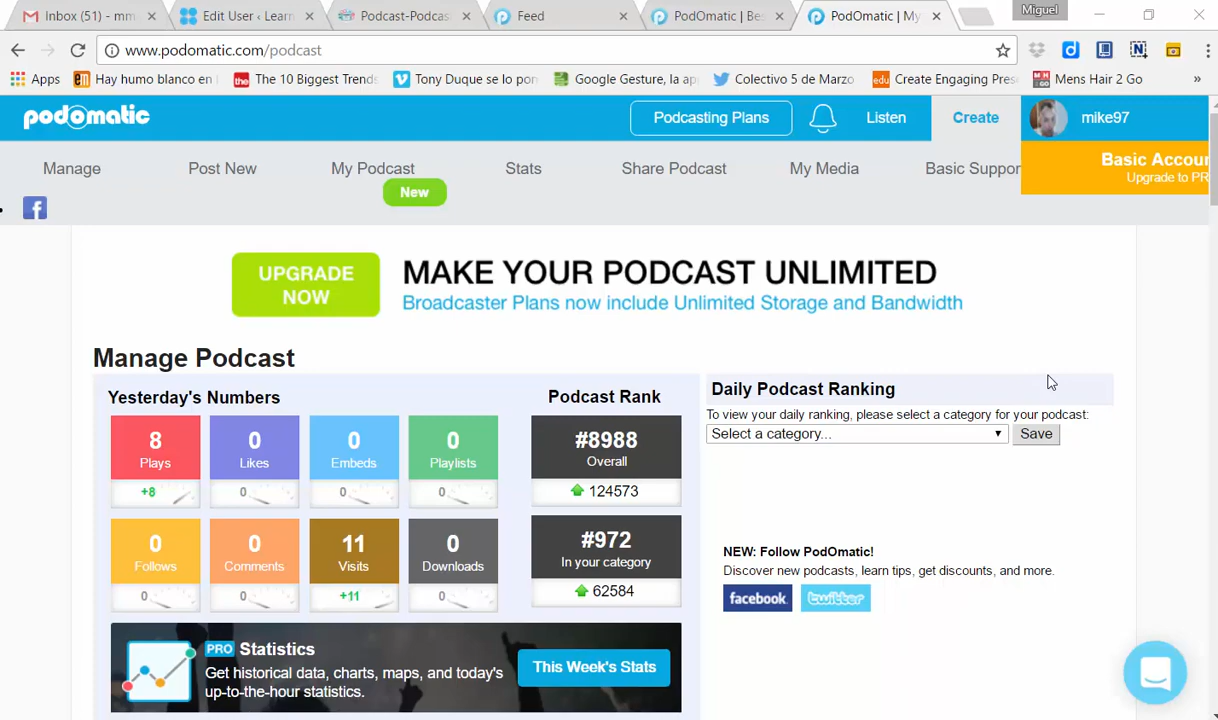 Miguel
Inbox (51) - mm
Edit User ‹ Learn
Podcast-Podcas
Feed
PodOmatic | Bes
PodOmatic | My
www.podomatic.com/podcast
Apps
Hay humo blanco en l
The 10 Biggest Trends
Tony Duque se lo pon
Google Gesture, la ap
Colectivo 5 de Marzo
Create Engaging Pres
Mens Hair 2 Go
podomatic
Podcasting Plans
Listen
Create
mike97
Manage
Post New
My Podcast
Stats
Share Podcast
My Media
Basic Suppor
Basic Accour
Upgrade to PR
New
UPGRADE
NOW
MAKE YOUR PODCAST UNLIMITED
Broadcaster Plans now include Unlimited Storage and Bandwidth
Manage Podcast
Yesterday's Numbers
8
Plays
+8
0
Likes
0
0
Embeds
0
0
Playlists
0
0
Follows
0
0
Comments
0
11
Visits
+11
0
Downloads
0
Podcast Rank
#8988
Overall
124573
#972
In your category
62584
Daily Podcast Ranking
To view your daily ranking, please select a category for your podcast:
Select a category...
Save
NEW: Follow PodOmatic!
Discover new podcasts, learn tips, get discounts, and more.
facebook
twitter
PRO Statistics
Get historical data, charts, maps, and today's
up-to-the-hour statistics.
This Week's Stats